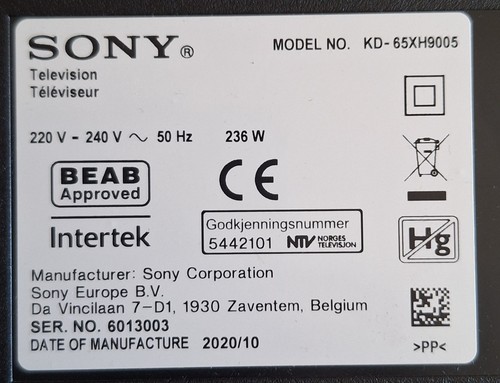 SONY®
MODEL NO. KD-65XH9005
Television
Téléviseur
220 V - 240 V ~ 50 Hz 236 W
BEAB
Approved
CE
Intertek
Godkjenningsnummer
5442101 NTV NORGES
TELEVISJON
Hg
Manufacturer: Sony Corporation
Sony Europe B.V.
Da Vincilaan 7-D1, 1930 Zaventem, Belgium
SER. NO. 6013003
DATE OF MANUFACTURE 2020/10
>PP<